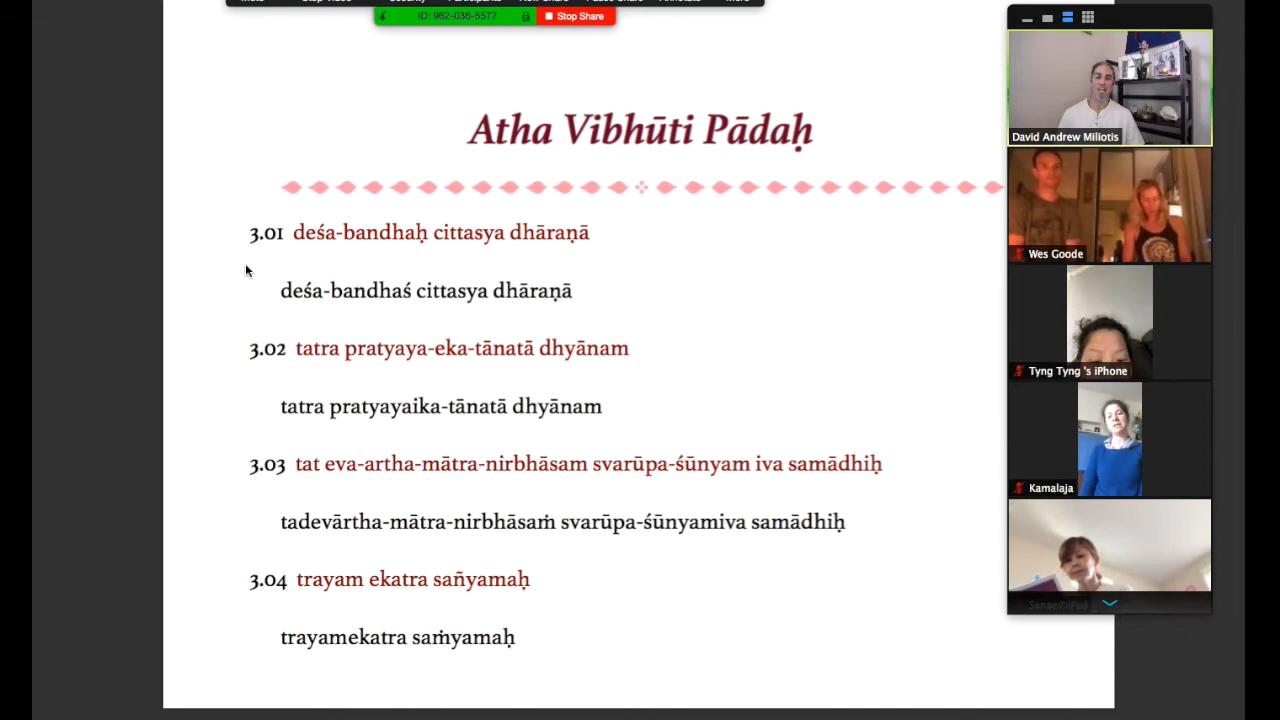 ID: 962-036-5577
Stop Share
Atha Vibhūti Pādaḥ
3.01 deśa-bandhaḥ cittasya dhāraṇā
deśa-bandhaś cittasya dhāraṇā
3.02 tatra pratyaya-eka-tānatā dhyānam
tatra pratyayaika-tānatā dhyānam
3.03 tat eva-artha-mātra-nirbhāsam svarūpa-śūnyam iva samādhiḥ
tadevārtha-mātra-nirbhāsaṁ svarūpa-śūnyamiva samādhiḥ
3.04 trayam ekatra sañyamaḥ
trayamekatra saṁyamaḥ
David Andrew Miliotis
Wes Goode
Tyng Tyng 's iPhone
Kamalaja